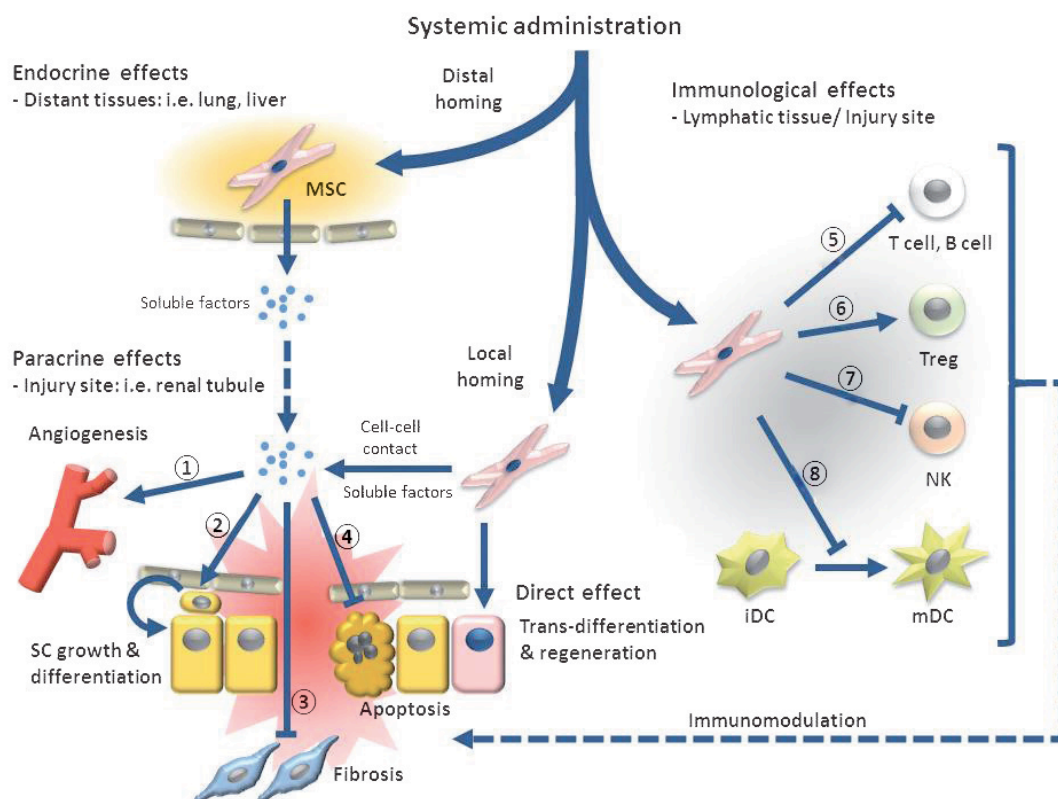 Systemic administration
Endocrine effects
- Distant tissues: i.e. lung, liver
Distal
homing
Immunological effects
- Lymphatic tissue/ Injury site
MSC
Soluble factors
Paracrine effects
- Injury site: i.e. renal tubule
Local
homing
Angiogenesis
Cell-cell
contact
Soluble factors
①
②
③
④
SC growth &
differentiation
Apoptosis
Fibrosis
Direct effect
Trans-differentiation
& regeneration
⑤
T cell, B cell
⑥
Treg
⑦
NK
⑧
iDC
mDC
Immunomodulation